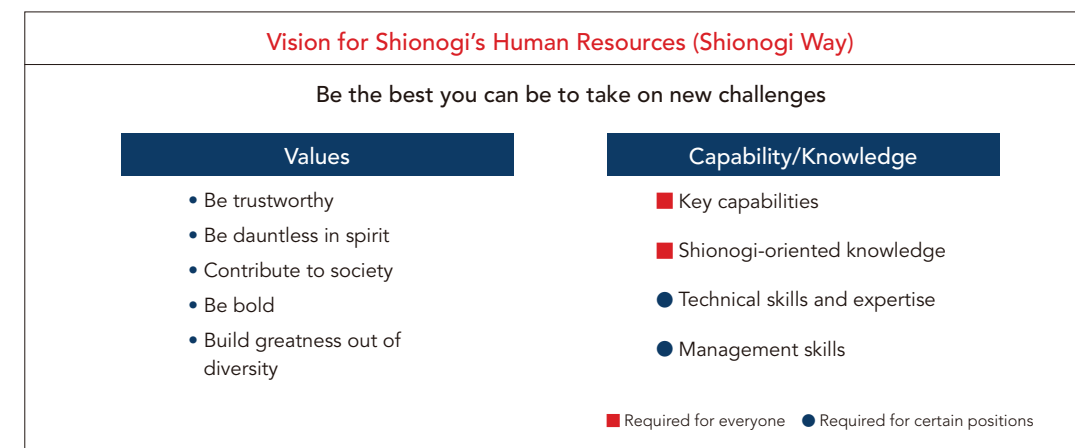 Vision for Shionogi's Human Resources (Shionogi Way)
Be the best you can be to take on new challenges
Values
• Be trustworthy
• Be dauntless in spirit
• Contribute to society
• Be bold
• Build greatness out of
diversity
Capability/Knowledge
■ Key capabilities
■ Shionogi-oriented knowledge
● Technical skills and expertise
● Management skills
■ Required for everyone ● Required for certain positions